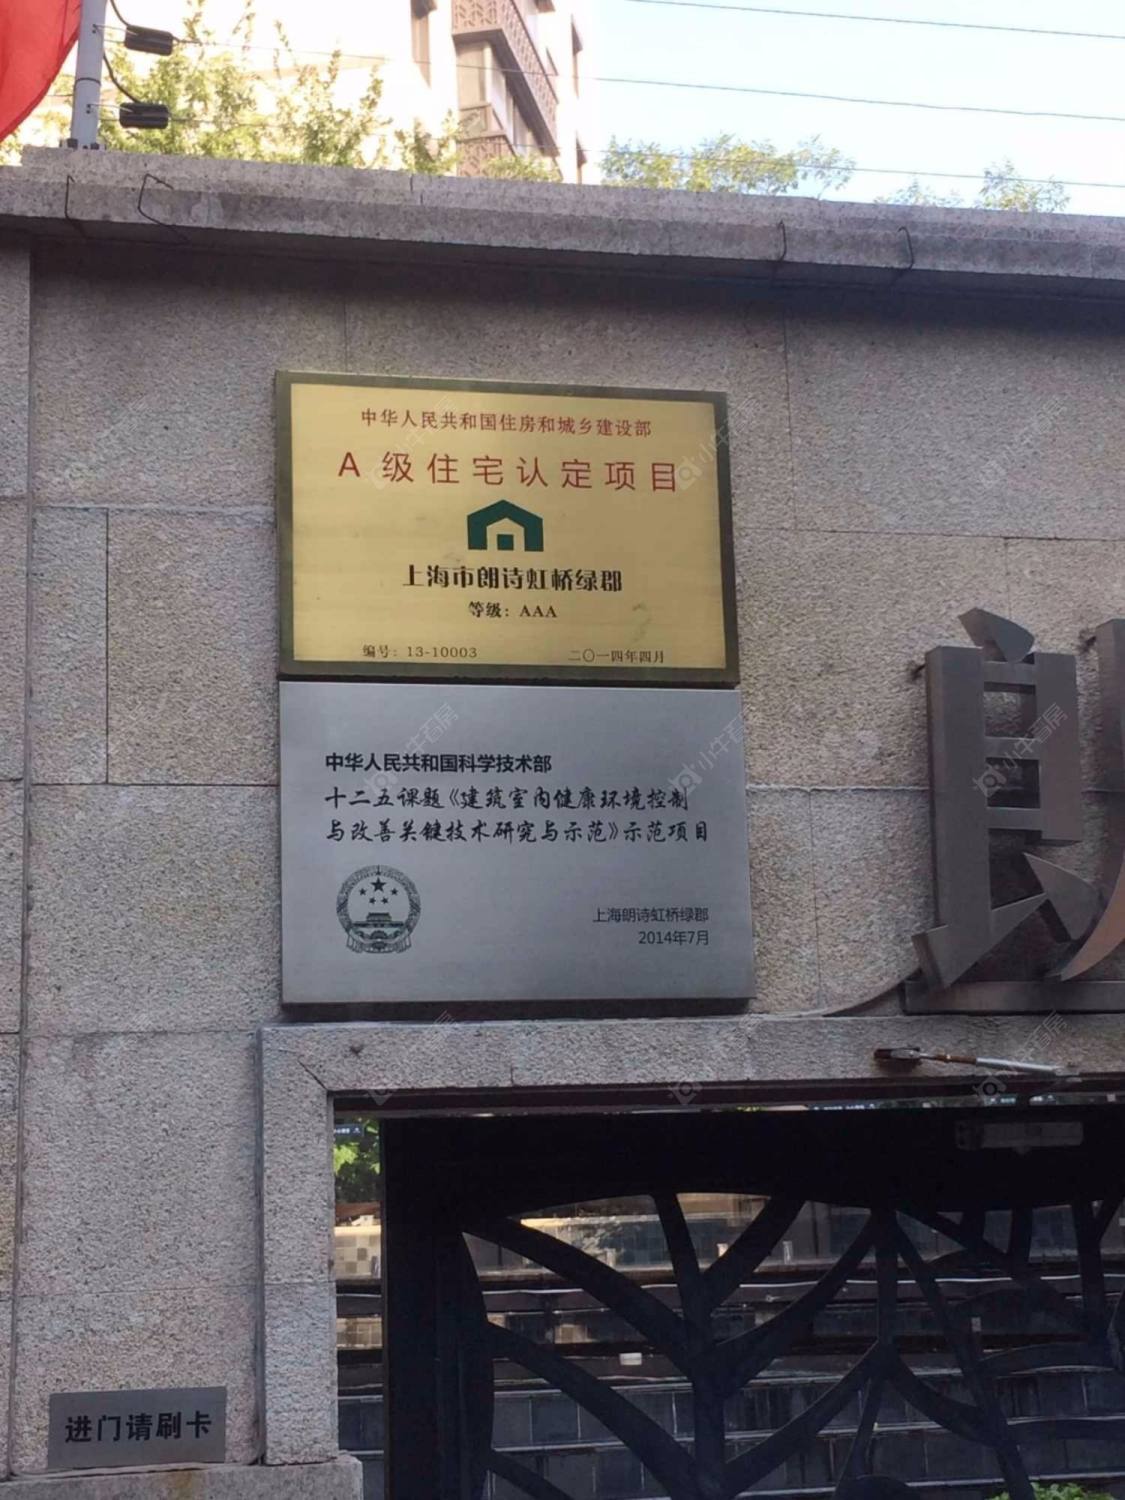 中华人民共和国住房和城乡建设部
A级住宅认定项目
上海市朗诗虹桥绿郡
等级：AAA
编号：13-10003 二〇一四年四月
中华人民共和国科学技术部
十二五课题《建筑室内健康环境控制
与改善关键技术研究与示范》示范项目
上海朗诗虹桥绿郡
2014年7月
朗
进门请刷卡
小牛看房